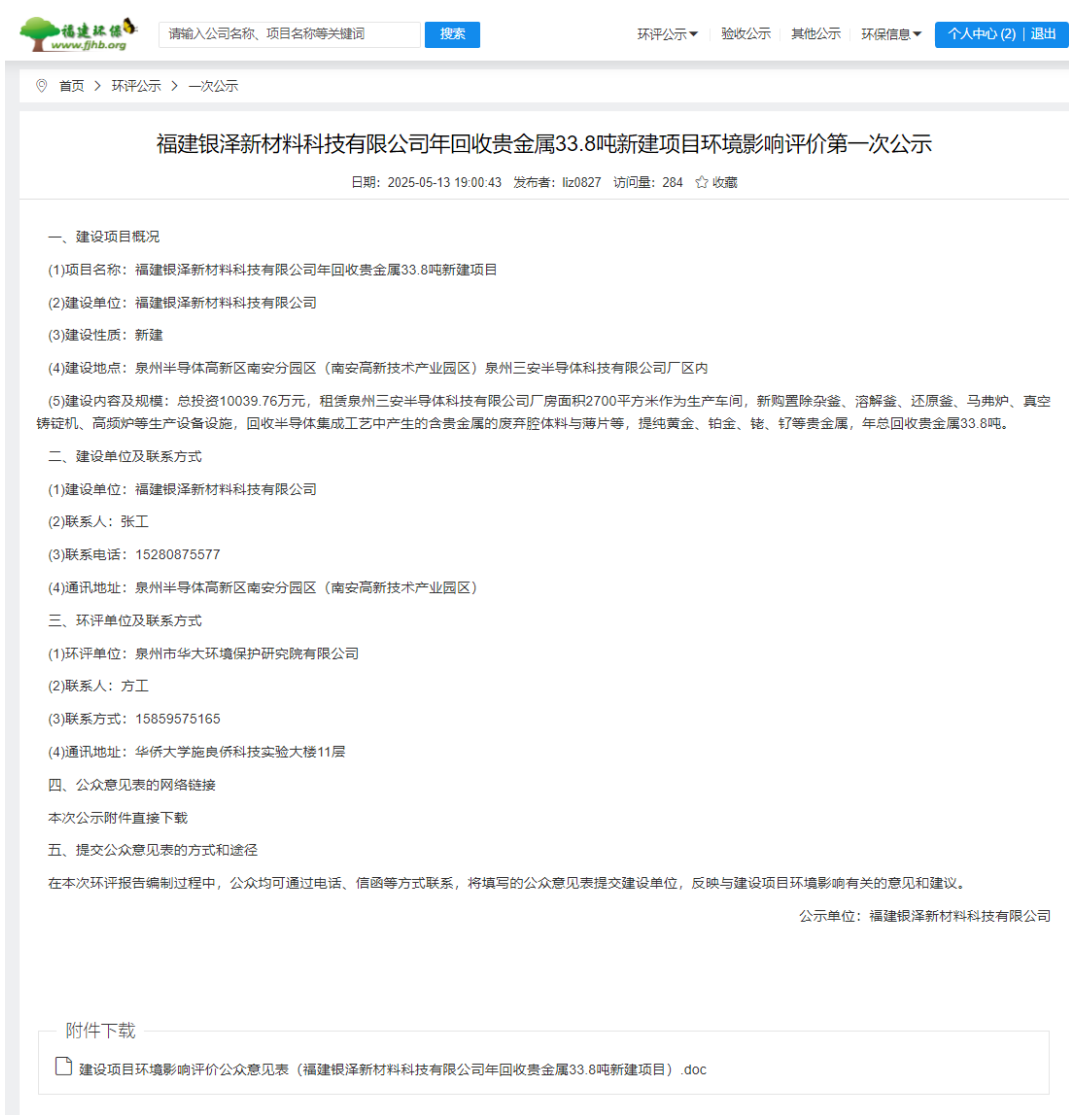 福建环保
www.fjhb.org
请输入公司名称、项目名称等关键词
搜索
环评公示
验收公示
其他公示
环保信息
个人中心 (2) | 退出
首页 > 环评公示 > 一次公示
福建银泽新材料科技有限公司年回收贵金属33.8吨新建项目环境影响评价第一次公示
日期：2025-05-13 19:00:43 发布者：liz0827 访问量：284 ☆ 收藏
一、建设项目概况
(1)项目名称：福建银泽新材料科技有限公司年回收贵金属33.8吨新建项目
(2)建设单位：福建银泽新材料科技有限公司
(3)建设性质：新建
(4)建设地点：泉州半导体高新区南安分园区（南安高新技术产业园区）泉州三安半导体科技有限公司厂区内
(5)建设内容及规模：总投资10039.76万元，租赁泉州三安半导体科技有限公司厂房面积2700平方米作为生产车间，新购置除杂釜、溶解釜、还原釜、马弗炉、真空
铸锭机、高频炉等生产设备设施，回收半导体集成工艺中产生的含贵金属的废弃腔体料与薄片等，提纯黄金、铂金、铑、钌等贵金属，年总回收贵金属33.8吨。
二、建设单位及联系方式
(1)建设单位：福建银泽新材料科技有限公司
(2)联系人：张工
(3)联系电话：15280875577
(4)通讯地址：泉州半导体高新区南安分园区（南安高新技术产业园区）
三、环评单位及联系方式
(1)环评单位：泉州市华大环境保护研究院有限公司
(2)联系人：方工
(3)联系方式：15859575165
(4)通讯地址：华侨大学施良侨科技实验大楼11层
四、公众意见表的网络链接
本次公示附件直接下载
五、提交公众意见表的方式和途径
在本次环评报告编制过程中，公众均可通过电话、信函等方式联系，将填写的公众意见表提交建设单位，反映与建设项目环境影响有关的意见和建议。
公示单位：福建银泽新材料科技有限公司
附件下载
建设项目环境影响评价公众意见表（福建银泽新材料科技有限公司年回收贵金属33.8吨新建项目）.doc